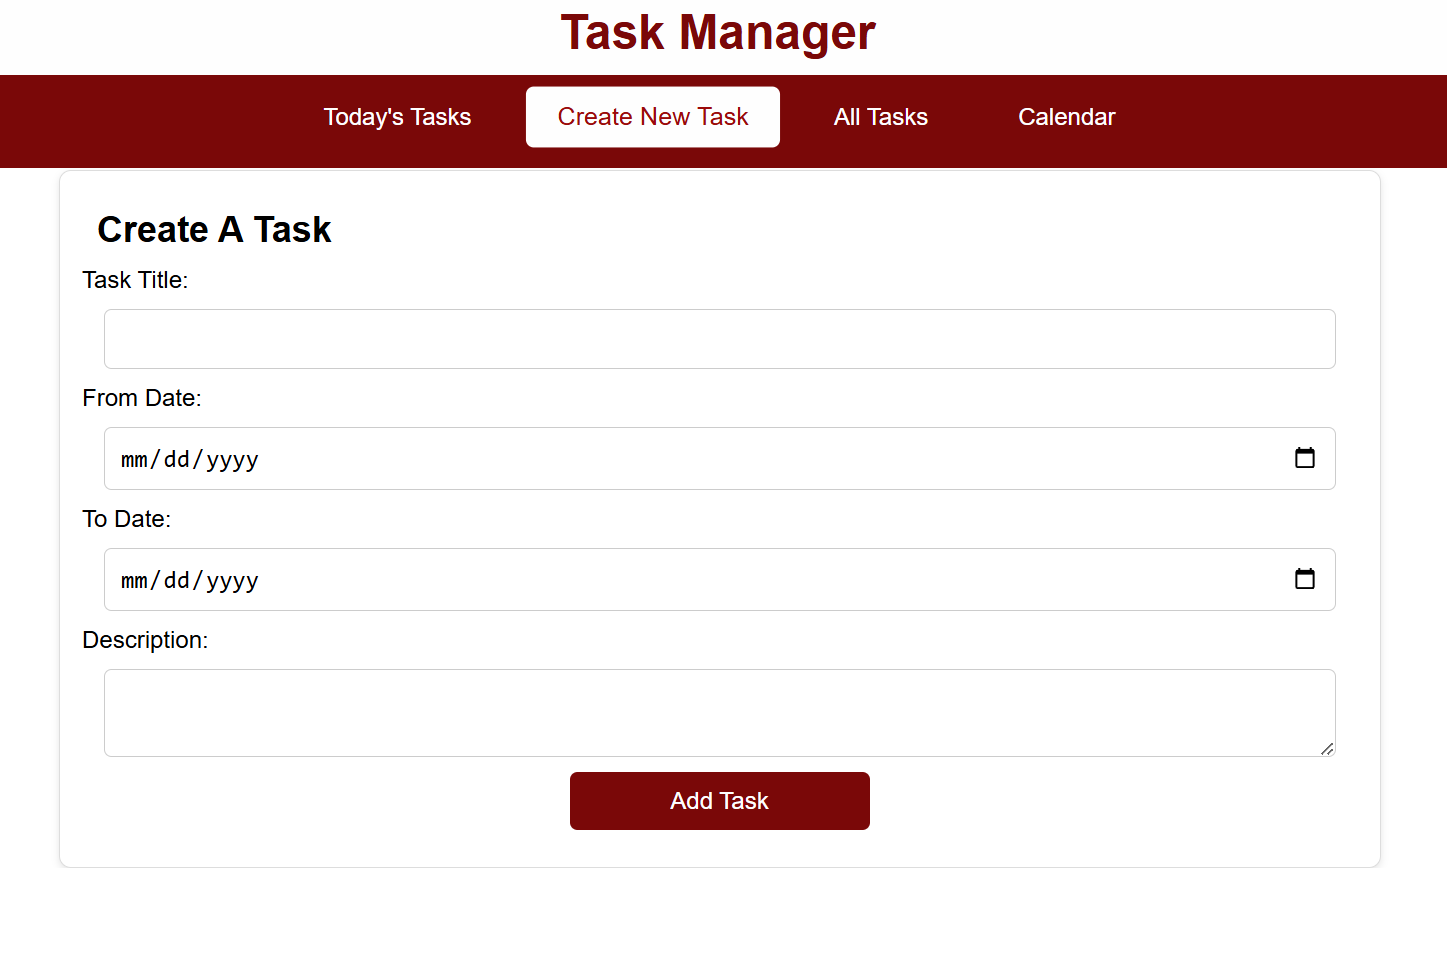 Task Manager
Today's Tasks Create New Task All Tasks Calendar
Create A Task
Task Title:
From Date:
mm/dd/yyyy
To Date:
mm/dd/yyyy
Description:
Add Task